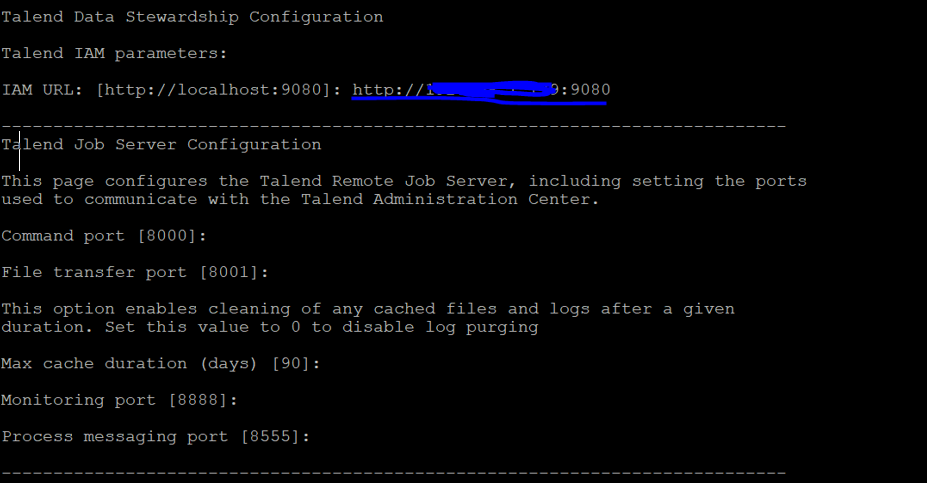 Talend Data Stewardship Configuration
Talend IAM parameters:
IAM URL: [http://localhost:9080]: http:// 9:9080
Talend Job Server Configuration
This page configures the Talend Remote Job Server, including setting the ports
used to communicate with the Talend Administration Center.
Command port [8000]:
File transfer port [8001]:
This option enables cleaning of any cached files and logs after a given
duration. Set this value to 0 to disable log purging
Max cache duration (days) [90]:
Monitoring port [8888]:
Process messaging port [8555]: